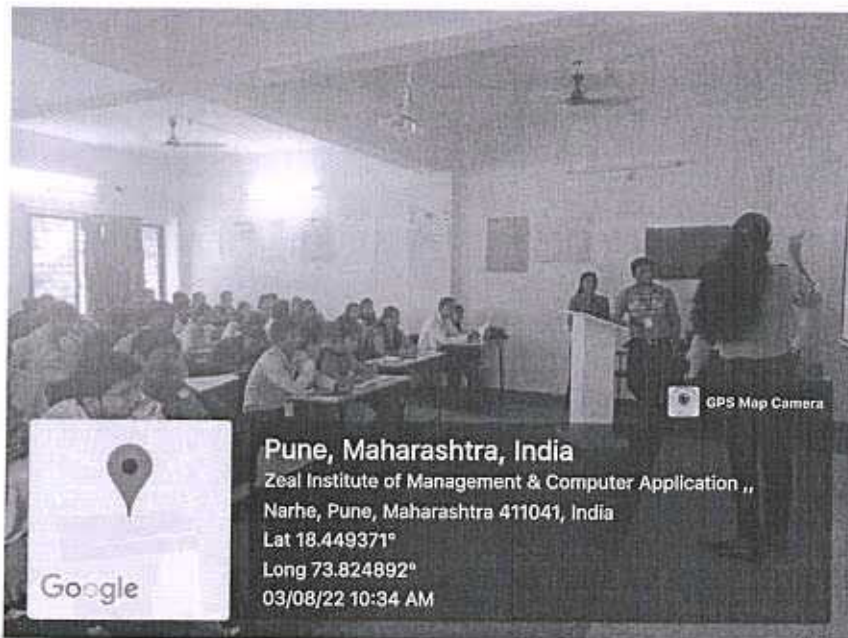 GPS Map Camera
Pune, Maharashtra, India
Zeal Institute of Management & Computer Application ,,
Narhe, Pune, Maharashtra 411041, India
Lat 18.449371°
Long 73.824892°
03/08/22 10:34 AM
Google